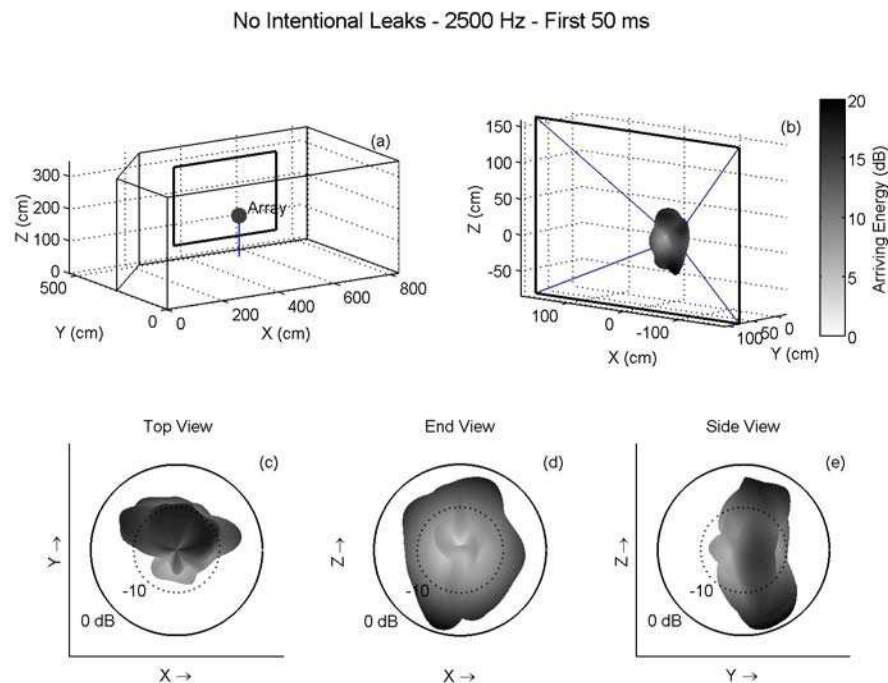 No Intentional Leaks - 2500 Hz - First 50 ms
(a)
Array
300
200
100
0
Z (cm)
500
0
Y (cm)
0
200
400
600
800
X (cm)
(b)
150
100
50
0
-50
Z (cm)
100
0
-100
X (cm)
100
50
0
Y (cm)
20
15
10
5
0
Arriving Energy (dB)
Top View
(c)
Y →
-10
0 dB
X →
End View
(d)
Z→
-10
0 dB
X →
Side View
(e)
Z→
-10
0 dB
Y →